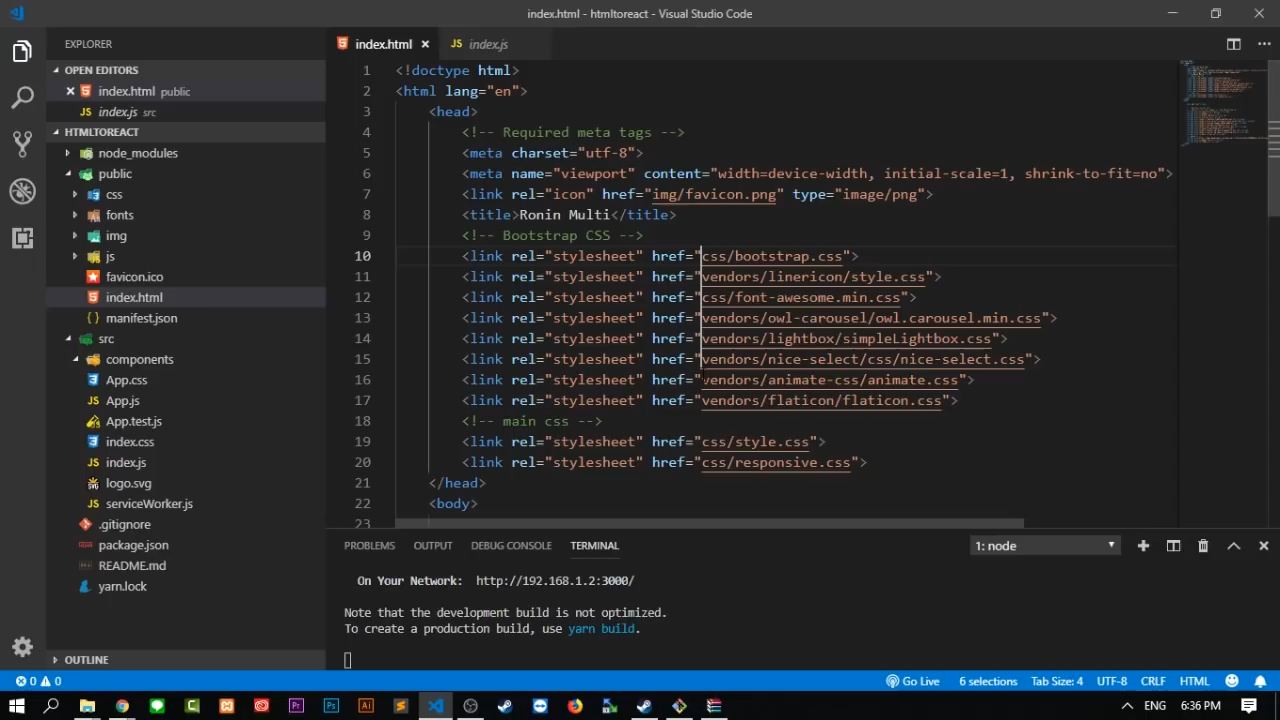 index.html - htmltoreact - Visual Studio Code
EXPLORER
OPEN EDITORS
index.html public
index.js src
HTMLTOREACT
node_modules
public
css
fonts
img
js
favicon.ico
index.html
manifest.json
src
components
App.css
App.js
App.test.js
index.css
index.js
logo.svg
serviceWorker.js
.gitignore
package.json
README.md
yarn.lock
OUTLINE
index.html
index.js
1 <!doctype html>
2 <html lang="en">
3 <head>
4 <!-- Required meta tags -->
5 <meta charset="utf-8">
6 <meta name="viewport" content="width=device-width, initial-scale=1, shrink-to-fit=no">
7 <link rel="icon" href="img/favicon.png" type="image/png">
8 <title>Ronin Multi</title>
9 <!-- Bootstrap CSS -->
10 <link rel="stylesheet" href="css/bootstrap.css">
11 <link rel="stylesheet" href="vendors/linericon/style.css">
12 <link rel="stylesheet" href="css/font-awesome.min.css">
13 <link rel="stylesheet" href="vendors/owl-carousel/owl.carousel.min.css">
14 <link rel="stylesheet" href="vendors/lightbox/simpleLightbox.css">
15 <link rel="stylesheet" href="vendors/nice-select/css/nice-select.css">
16 <link rel="stylesheet" href="vendors/animate-css/animate.css">
17 <link rel="stylesheet" href="vendors/flaticon/flaticon.css">
18 <!-- main css -->
19 <link rel="stylesheet" href="css/style.css">
20 <link rel="stylesheet" href="css/responsive.css">
21 </head>
22 <body>
23
PROBLEMS OUTPUT DEBUG CONSOLE TERMINAL 1: node
On Your Network: http://192.168.1.2:3000/
Note that the development build is not optimized.
To create a production build, use yarn build.
0 0 Go Live 6 selections Tab Size: 4 UTF-8 CRLF HTML
6:36 PM